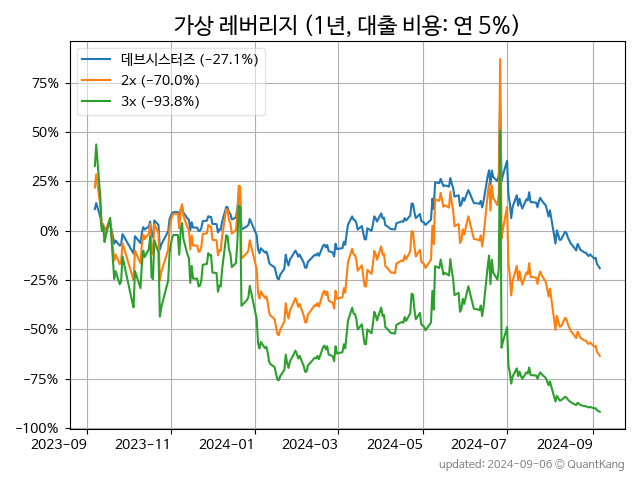 가상 레버리지 (1년, 대출 비용: 연 5%)
데브시스터즈 (−27.1%)
2x (−70.0%)
3x (−93.8%)
75%
50%
25%
0%
−25%
−50%
−75%
−100%
2023-09 2023-11 2024-01 2024-03 2024-05 2024-07 2024-09
updated: 2024-09-06 © QuantKang